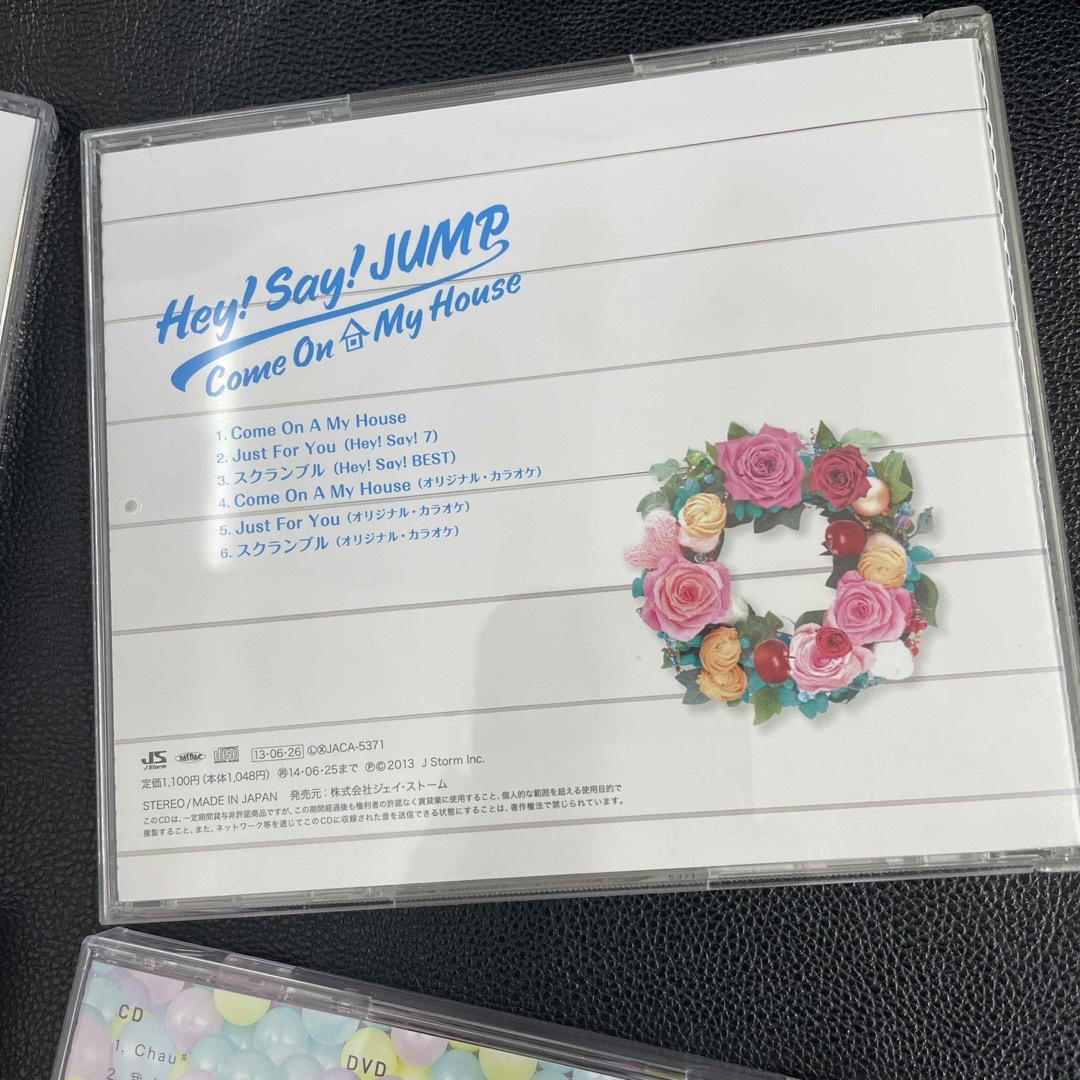 Hey! Say! JUMP
Come On A My House
1. Come On A My House
2. Just For You (Hey! Say! 7)
3. スクランブル (Hey! Say! BEST)
4. Come On A My House (オリジナル・カラオケ)
5. Just For You (オリジナル・カラオケ)
6. スクランブル (オリジナル・カラオケ)
JS J Storm JASRAC disc 13・06・26 ⓁⓍJACA-5371
定価1,100円(本体1,048円) ㊐14・06・25まで ⓅⒸ2013 J Storm Inc.
STEREO/MADE IN JAPAN 発売元:株式会社ジェイ・ストーム
このCDは、一定期間貸与非許諾商品ですが、この期間経過後も権利者の許諾なく賃貸業に使用すること、個人的な範囲を超える使用目的で
複製すること、また、ネットワーク等を通じてこのCDに収録された音を送信できる状態にすることは、著作権法で禁じられています。
5371
CD
1. Chau#
DVD
2. 我